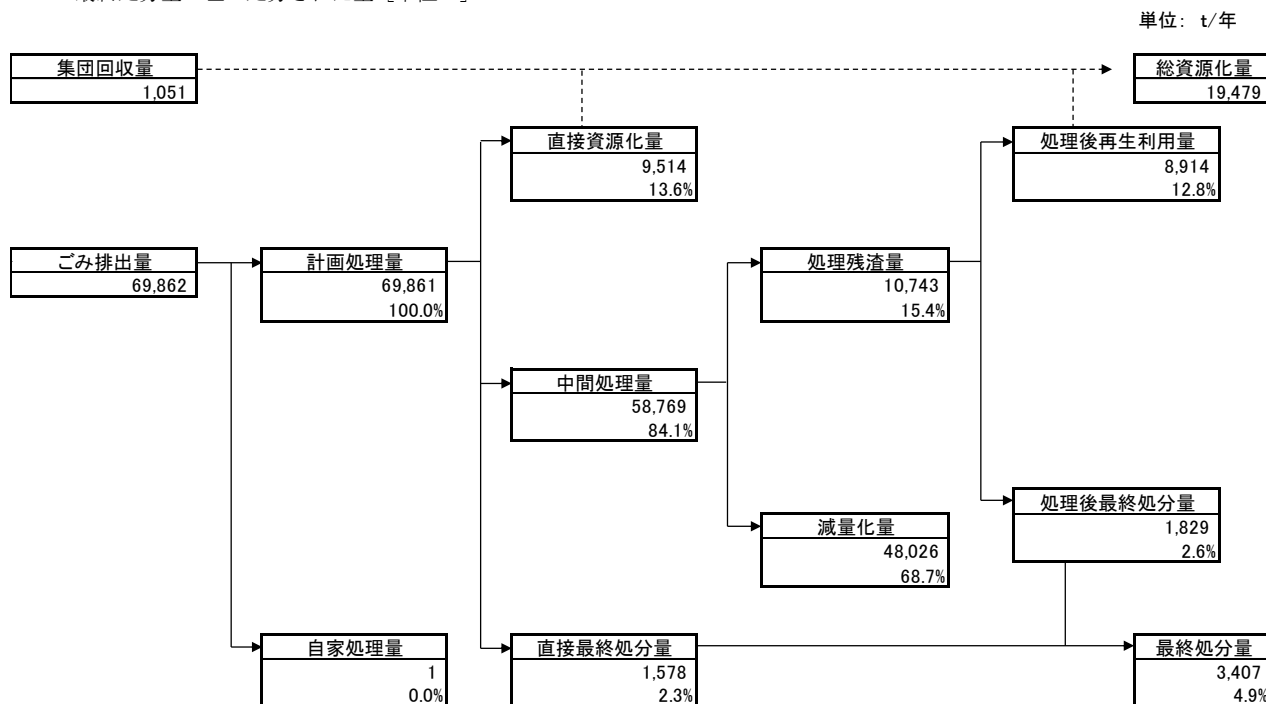 単位： t/年
集団回収量
1,051
総資源化量
19,479
直接資源化量
9,514
13.6%
処理後再生利用量
8,914
12.8%
ごみ排出量
69,862
計画処理量
69,861
100.0%
処理残渣量
10,743
15.4%
中間処理量
58,769
84.1%
減量化量
48,026
68.7%
処理後最終処分量
1,829
2.6%
自家処理量
1
0.0%
直接最終処分量
1,578
2.3%
最終処分量
3,407
4.9%